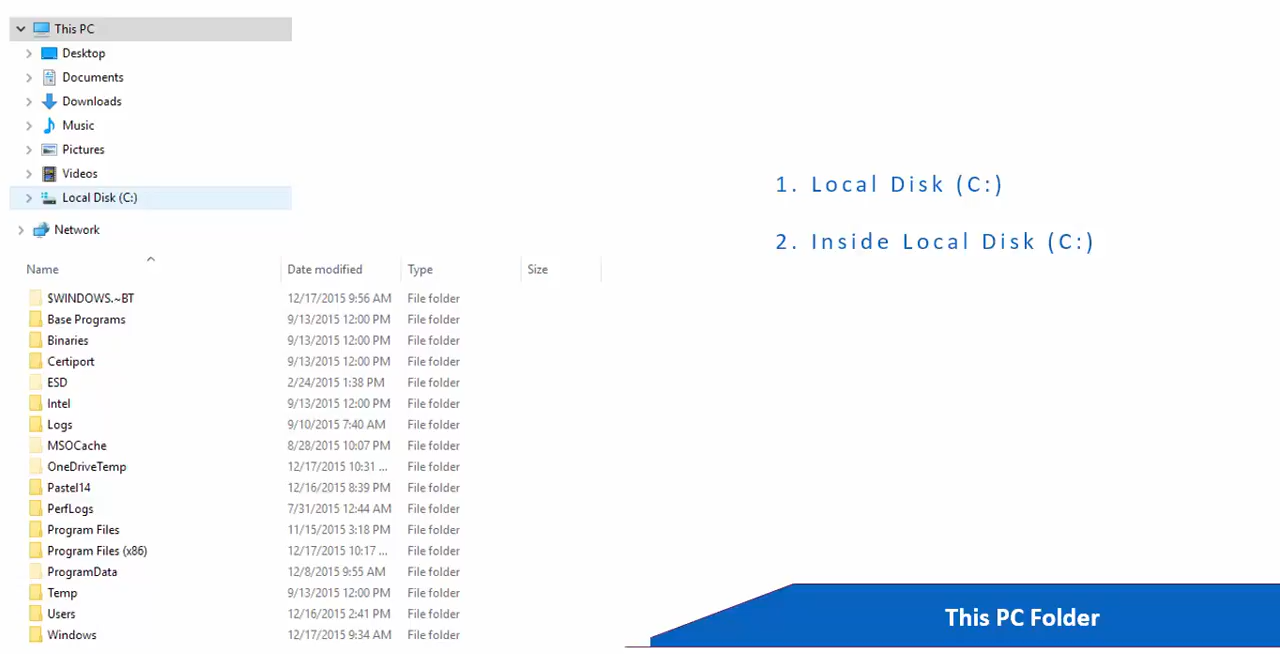 This PC
Desktop
Documents
Downloads
Music
Pictures
Videos
Local Disk (C:)
Network
Name Date modified Type Size
$WINDOWS.~BT 12/17/2015 9:56 AM File folder
Base Programs 9/13/2015 12:00 PM File folder
Binaries 9/13/2015 12:00 PM File folder
Certiport 9/13/2015 12:00 PM File folder
ESD 2/24/2015 1:38 PM File folder
Intel 9/13/2015 12:00 PM File folder
Logs 9/10/2015 7:40 AM File folder
MSOCache 8/28/2015 10:07 PM File folder
OneDriveTemp 12/17/2015 10:31 ... File folder
Pastel14 12/16/2015 8:39 PM File folder
PerfLogs 7/31/2015 12:44 AM File folder
Program Files 11/15/2015 3:18 PM File folder
Program Files (x86) 12/17/2015 10:17 ... File folder
ProgramData 12/8/2015 9:55 AM File folder
Temp 9/13/2015 12:00 PM File folder
Users 12/16/2015 2:41 PM File folder
Windows 12/17/2015 9:34 AM File folder
1. Local Disk (C:)
2. Inside Local Disk (C:)
This PC Folder